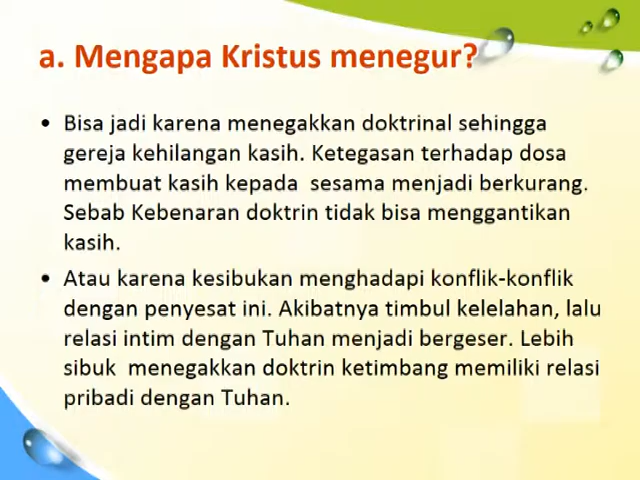 a. Mengapa Kristus menegur?
• Bisa jadi karena menegakkan doktrinal sehingga
gereja kehilangan kasih. Ketegasan terhadap dosa
membuat kasih kepada  sesama menjadi berkurang.
Sebab Kebenaran doktrin tidak bisa menggantikan
kasih.
• Atau karena kesibukan menghadapi konflik-konflik
dengan penyesat ini. Akibatnya timbul kelelahan, lalu
relasi intim dengan Tuhan menjadi bergeser. Lebih
sibuk  menegakkan doktrin ketimbang memiliki relasi
pribadi dengan Tuhan.